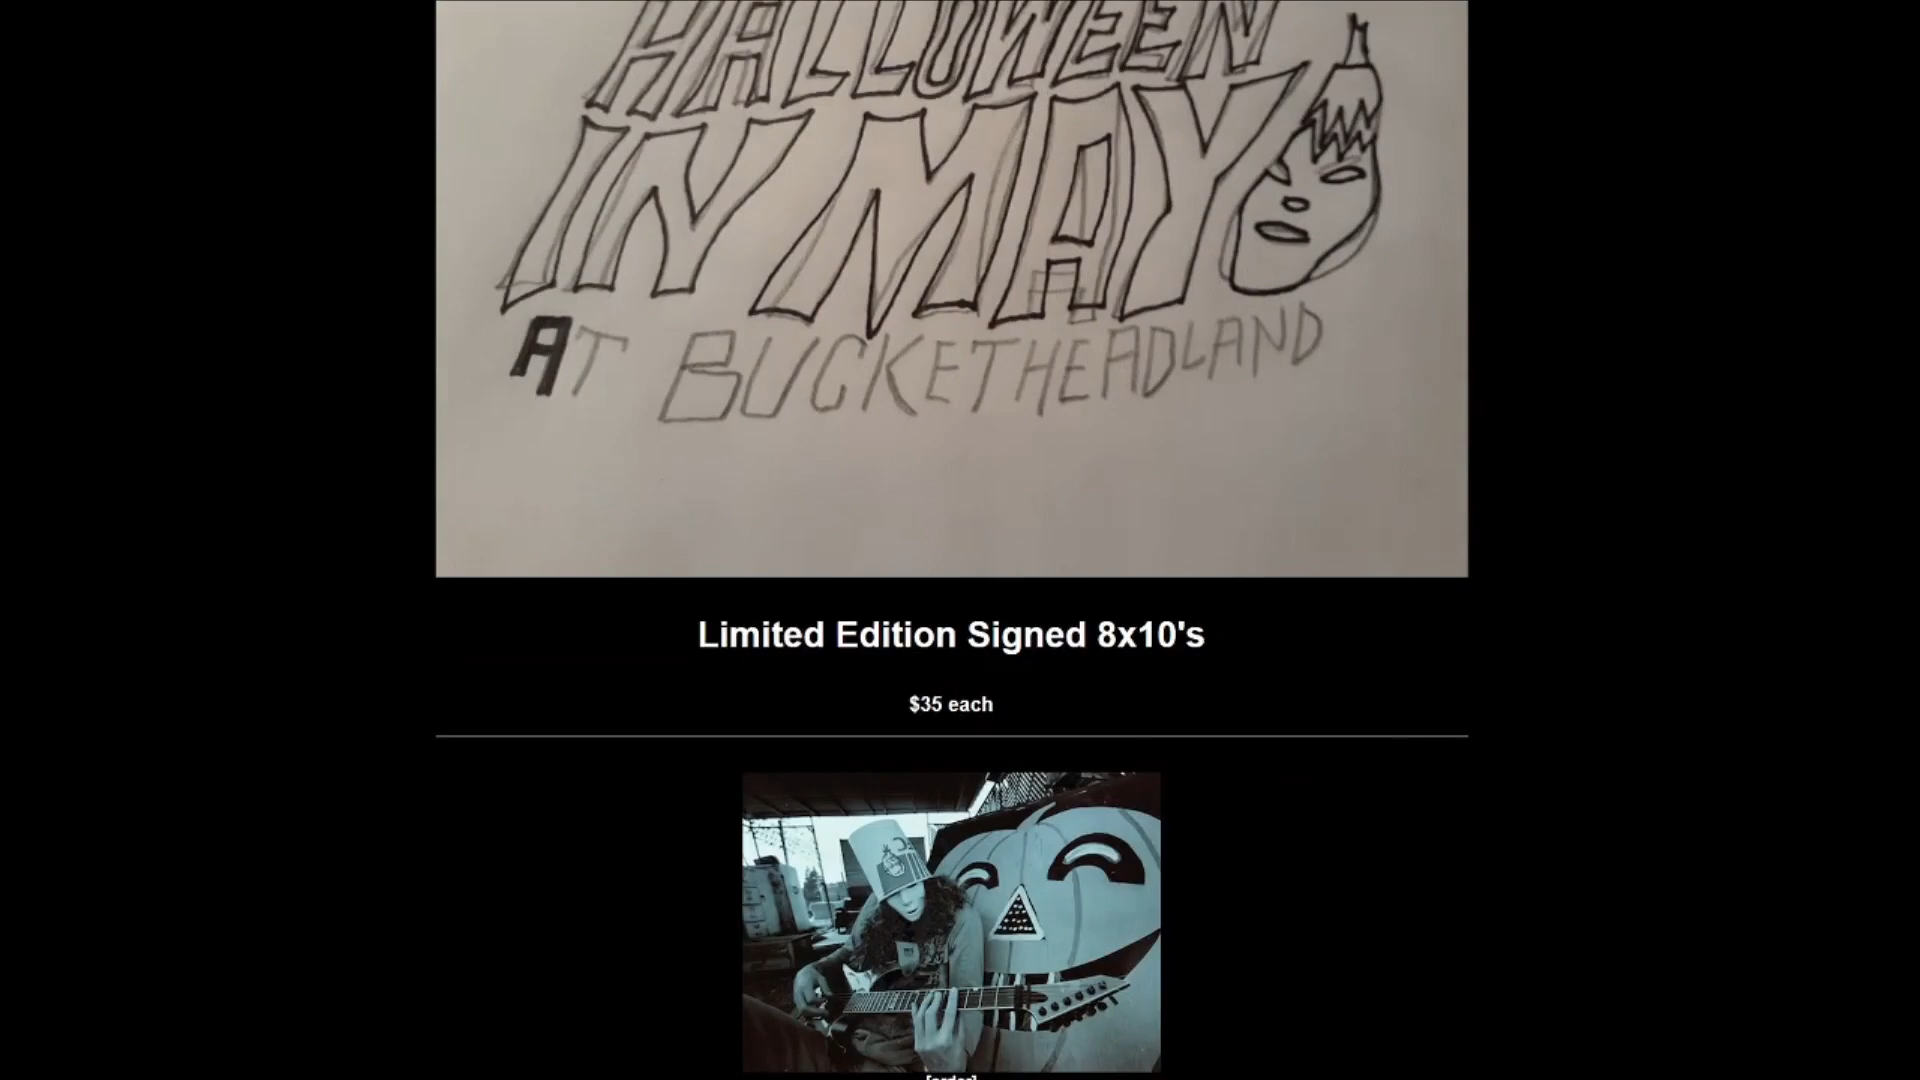 HALLOWEEN
IN MAY
AT BUCKETHEADLAND
Limited Edition Signed 8x10's
$35 each